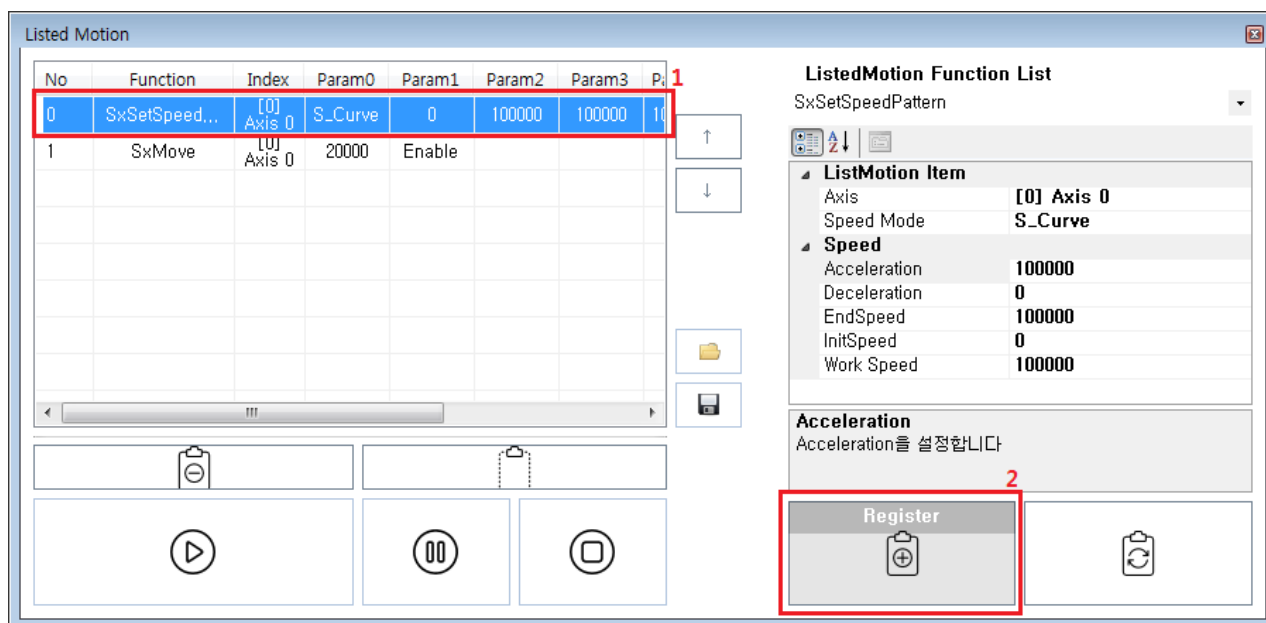 Listed Motion
No Function Index Param0 Param1 Param2 Param3 Pa 1
0 SxSetSpeed... [0] Axis 0 S_Curve 0 100000 100000 10
1 SxMove [0] Axis 0 20000 Enable
↑
↓
ListedMotion Function List
SxSetSpeedPattern
ListMotion Item
Axis [0] Axis 0
Speed Mode S_Curve
Speed
Acceleration 100000
Deceleration 0
EndSpeed 100000
InitSpeed 0
Work Speed 100000
Acceleration
Acceleration을 설정합니다
2
Register